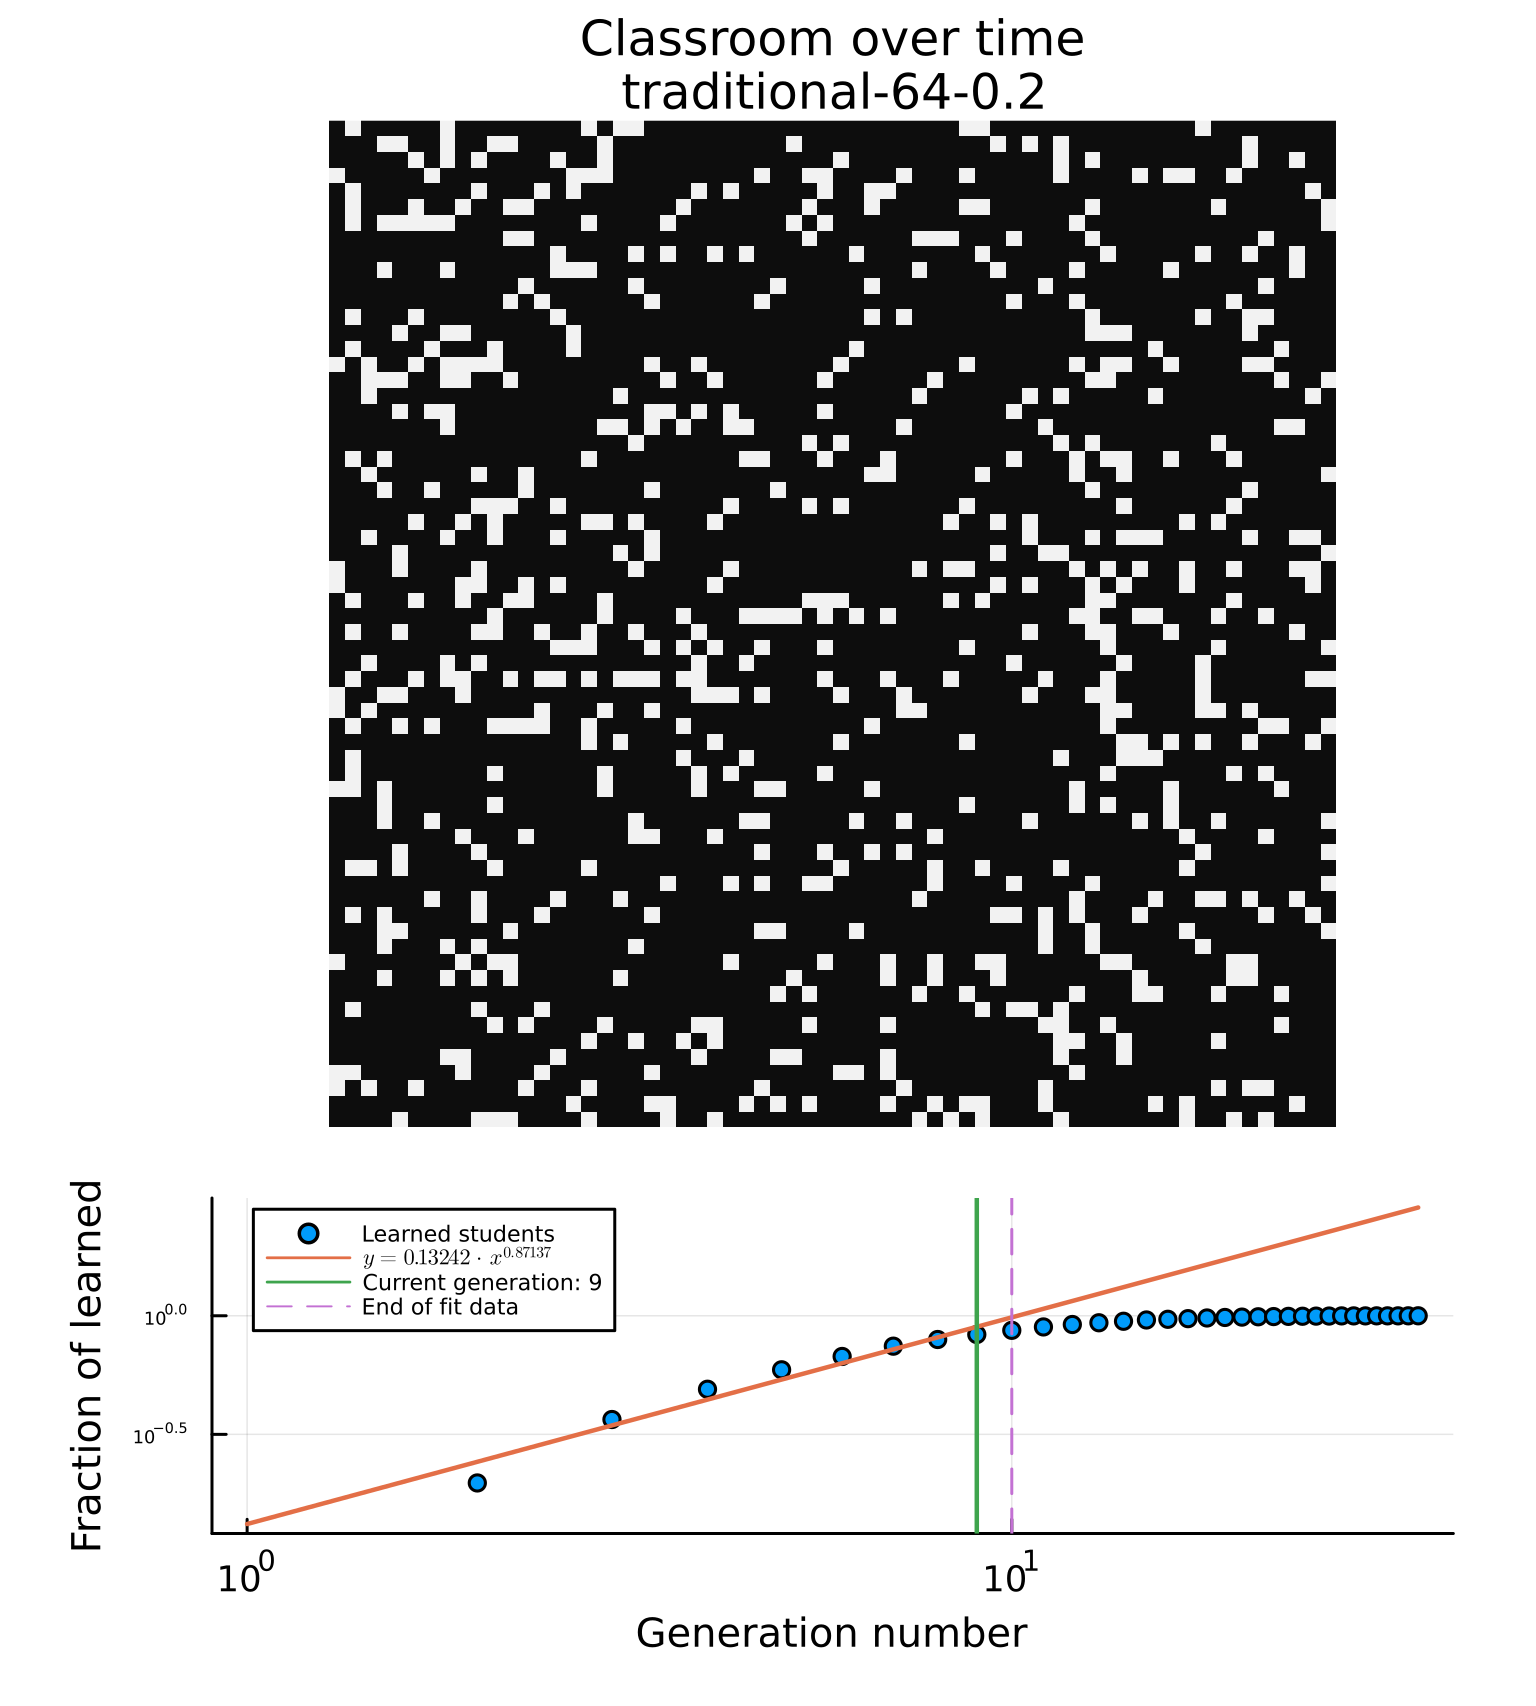 Classroom over time
traditional-64-0.2
Fraction of learned
Learned students
y = 0.13242 · x^0.87137
Current generation: 9
End of fit data
10^0.0
10^−0.5
10^0
10^1
Generation number